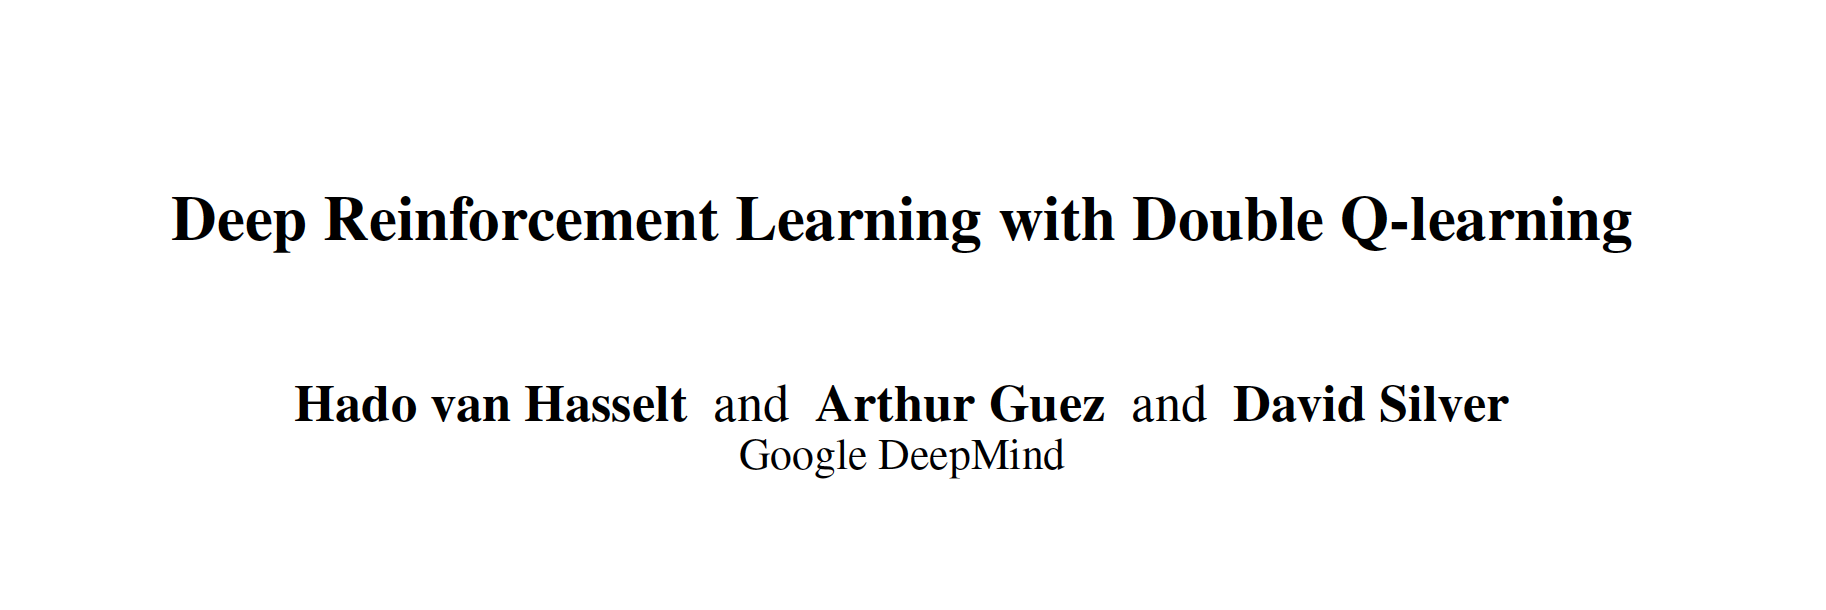 Deep Reinforcement Learning with Double Q-learning
Hado van Hasselt and Arthur Guez and David Silver
Google DeepMind